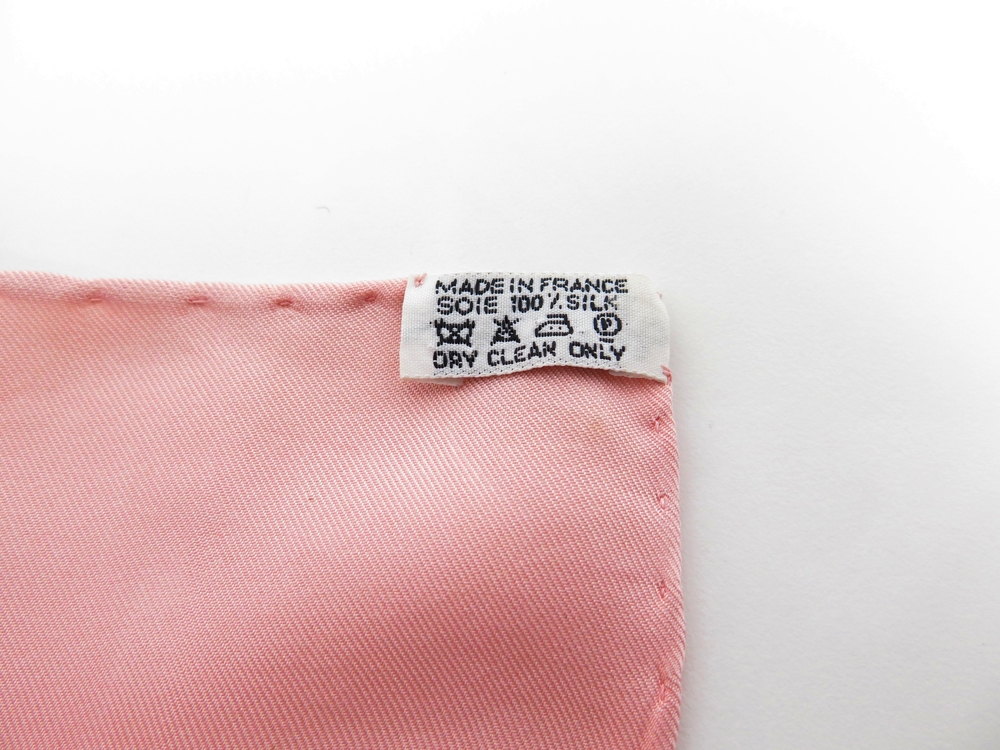 MADE IN FRANCE
SOIE 100% SILK
P
DRY CLEAN ONLY